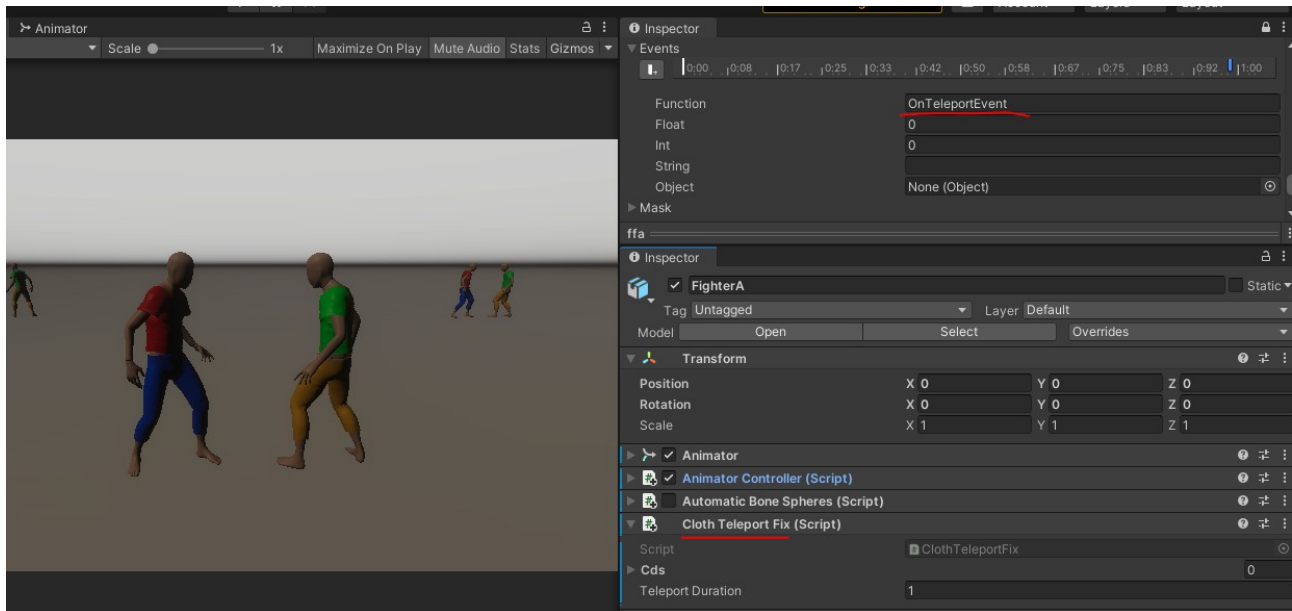 Animator
Scale 1x Maximize On Play Mute Audio Stats Gizmos
Inspector
Events
0:00 0:08 0:17 0:25 0:33 0:42 0:50 0:58 0:67 0:75 0:83 0:92 1:00
Function OnTeleportEvent
Float 0
Int 0
String
Object None (Object)
Mask
ffa
Inspector
FighterA Static
Tag Untagged Layer Default
Model Open Select Overrides
Transform
Position X 0 Y 0 Z 0
Rotation X 0 Y 0 Z 0
Scale X 1 Y 1 Z 1
Animator
Animator Controller (Script)
Automatic Bone Spheres (Script)
Cloth Teleport Fix (Script)
Script ClothTeleportFix
Cds 0
Teleport Duration 1